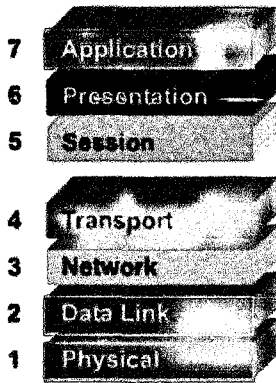 7 Application
6 Presentation
5 Session
4 Transport
3 Network
2 Data Link
1 Physical